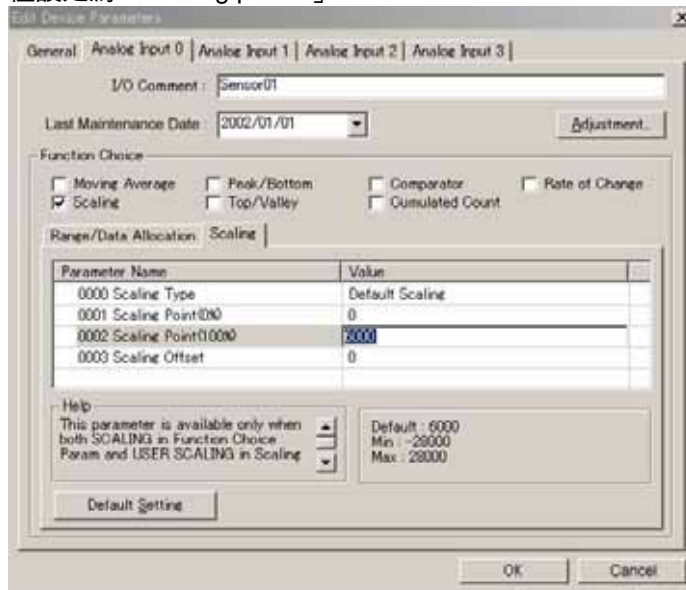 Edit Device Parameters
General Analog Input 0 Analog Input 1 Analog Input 2 Analog Input 3
I/O Comment : Sensor01
Last Maintenance Date 2002/01/01 Adjustment...
Function Choice
Moving Average Peak/Bottom Comparator Rate of Change
Scaling Top/Valley Cumulated Count
Range/Data Allocation Scaling
Parameter Name Value
0000 Scaling Type Default Scaling
0001 Scaling Point(0%) 0
0002 Scaling Point(100%) 6000
0003 Scaling Offset 0
Help
This parameter is available only when
both SCALING in Function Choice
Param and USER SCALING in Scaling
Default : 6000
Min : -28000
Max : 28000
Default Setting
OK Cancel